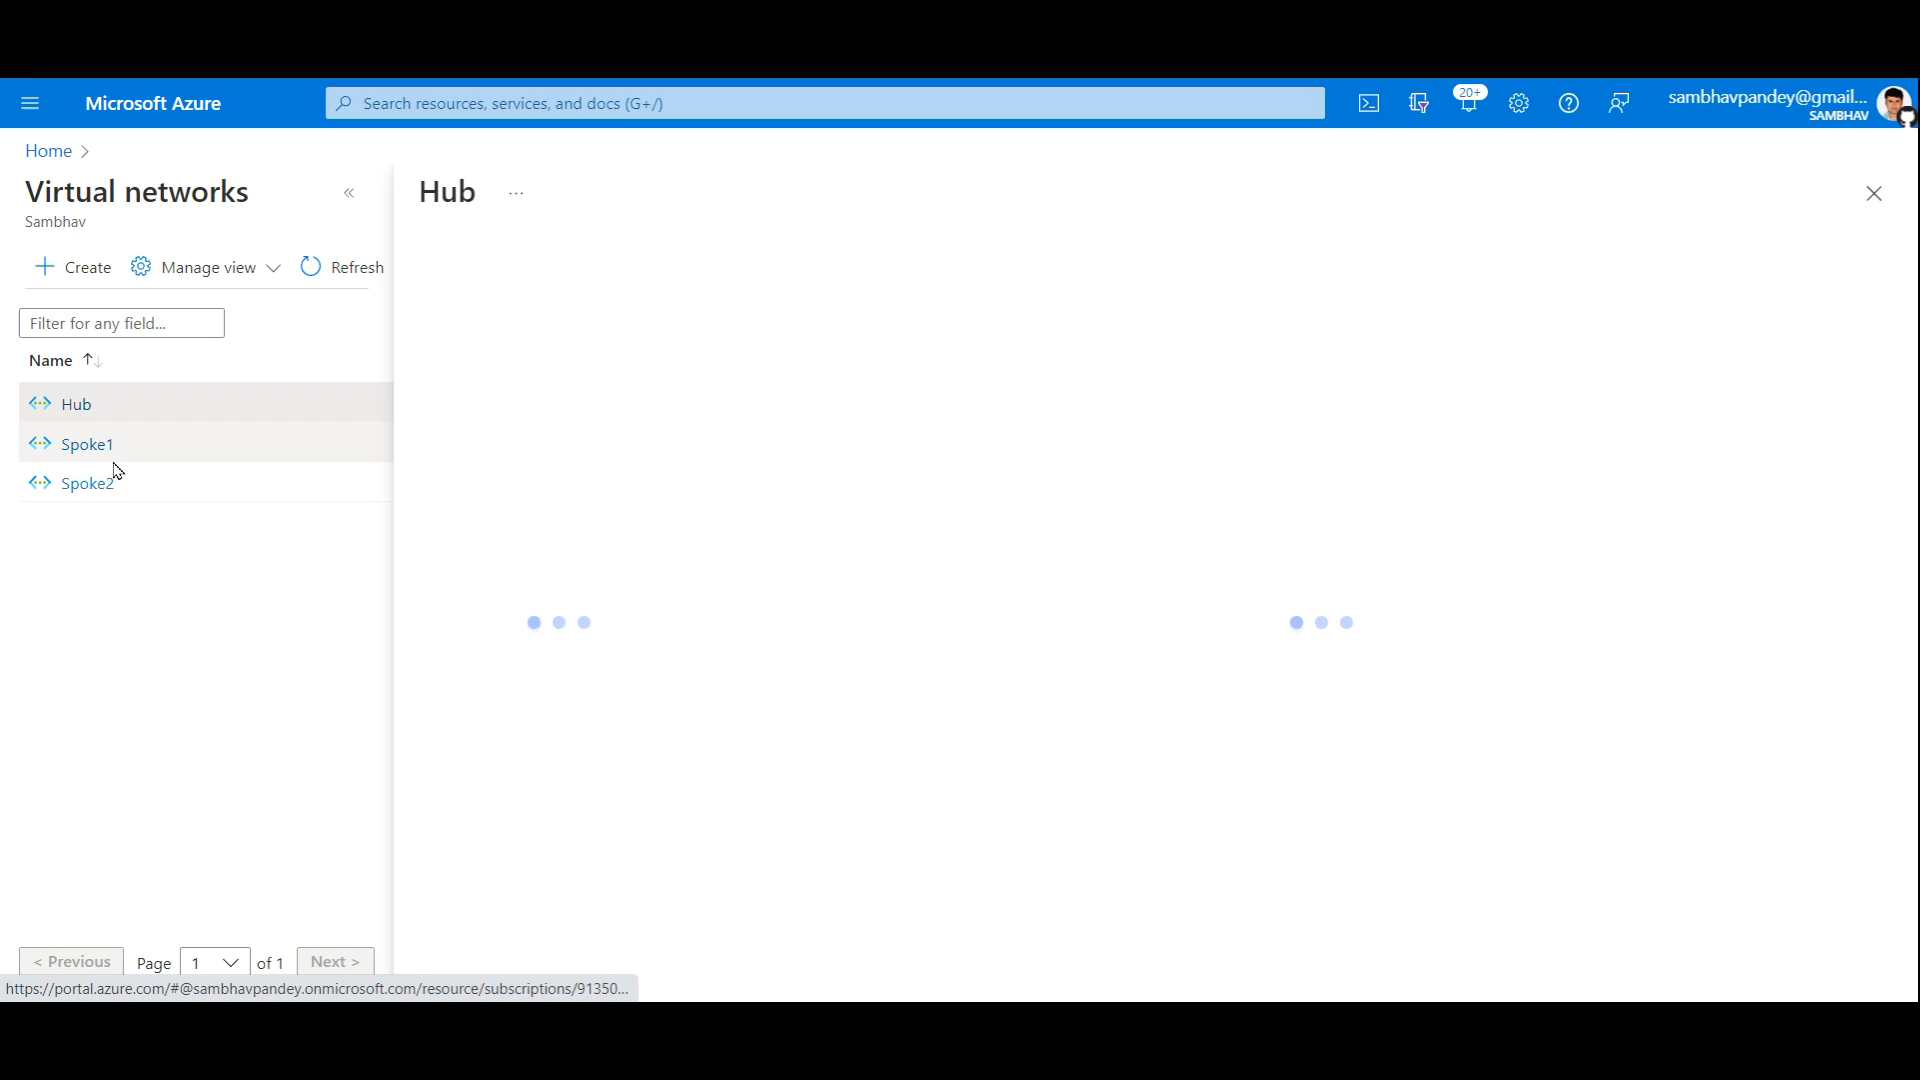 Microsoft Azure
Search resources, services, and docs (G+/)
20+
sambhavpandey@gmail...
SAMBHAV
Home
Virtual networks
Sambhav
Hub
Create
Manage view
Refresh
Filter for any field...
Name
Hub
Spoke1
Spoke2
< Previous
Page
1
of 1
Next >
https://portal.azure.com/#@sambhavpandey.onmicrosoft.com/resource/subscriptions/91350...